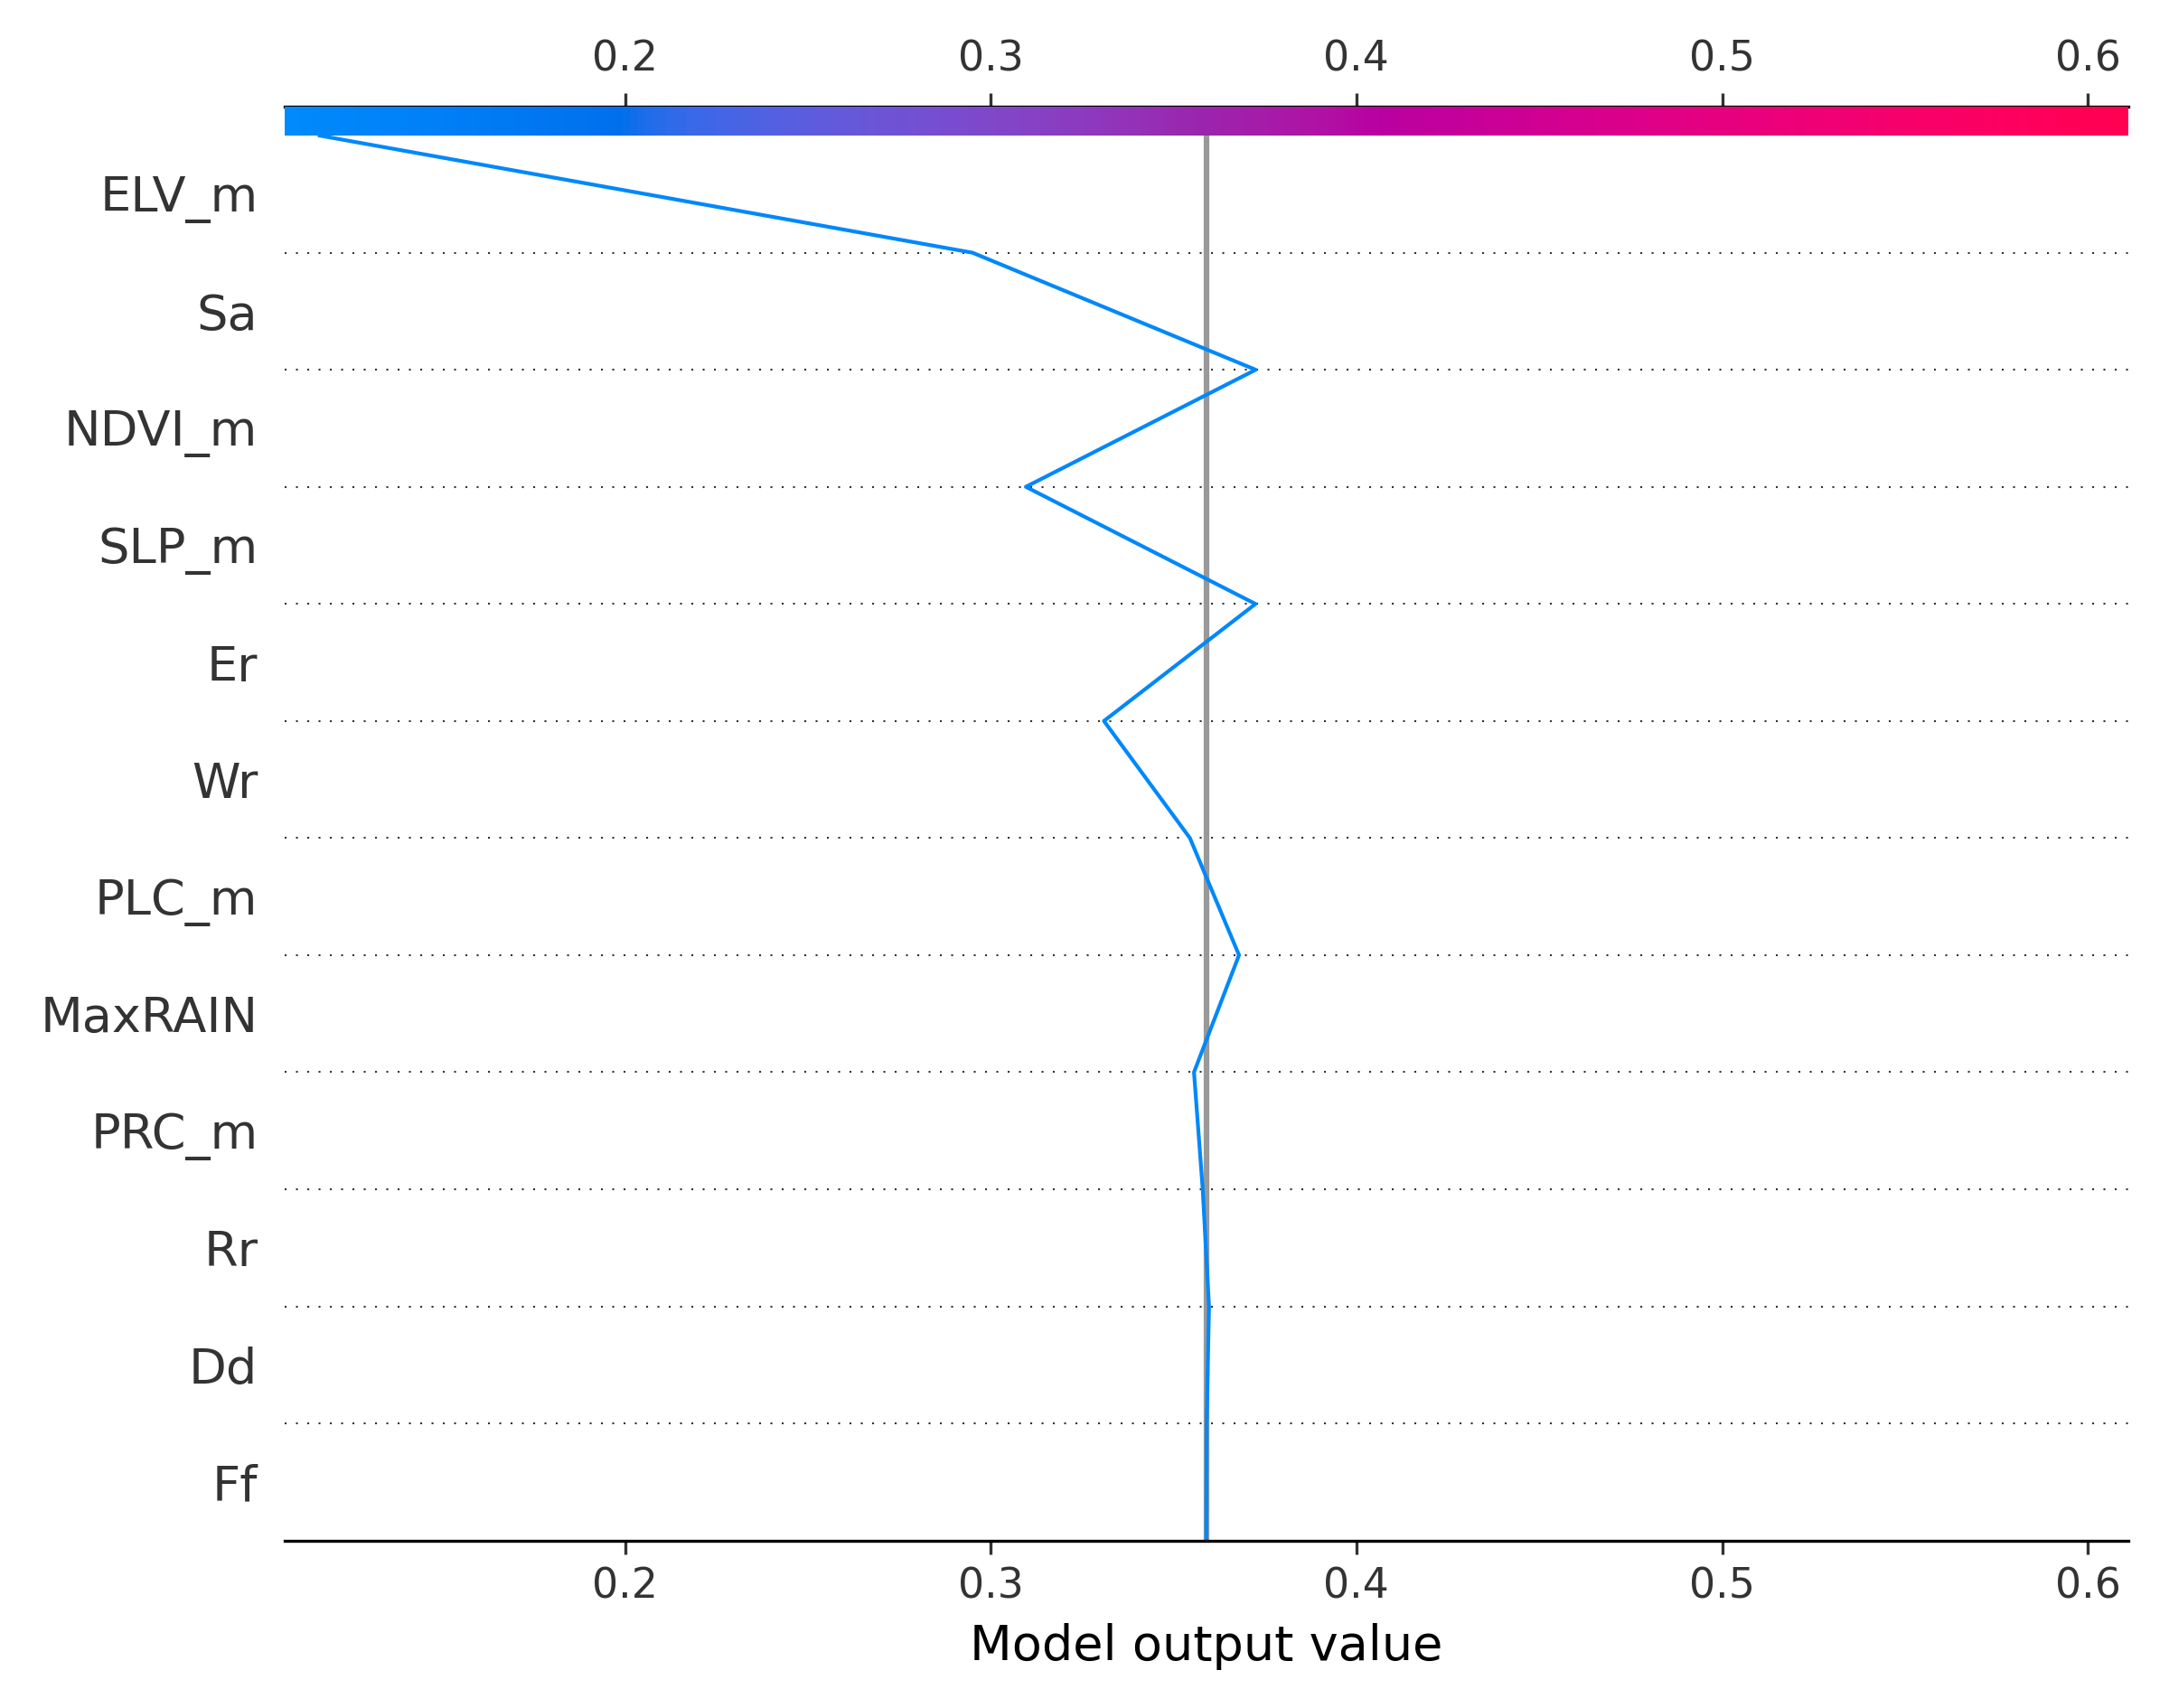 0.2 0.3 0.4 0.5 0.6
ELV_m
Sa
NDVI_m
SLP_m
Er
Wr
PLC_m
MaxRAIN
PRC_m
Rr
Dd
Ff
0.2 0.3 0.4 0.5 0.6
Model output value